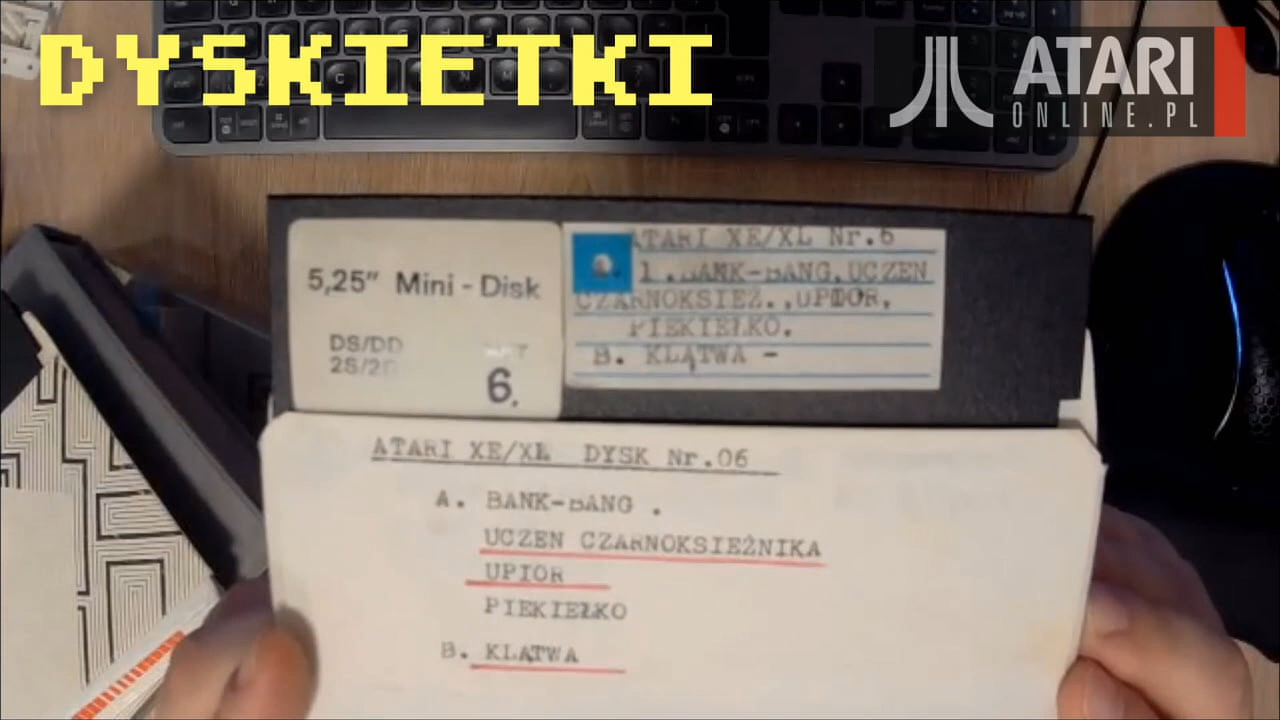 DYSKIETKI
ATARI
ONLINE.PL
5,25" Mini-Disk
DS/DD
2S/2D
6.
ATARI XE/XL Nr.6
1.BANK-BANG,UCZEN
CZARNOKSIEŻ.,UPIOR,
PIEKIEŁKO.
B. KLĄTWA -
ATARI XE/XL DYSK Nr.06
A. BANK-BANG .
UCZEN CZARNOKSIEŻNIKA
UPIOR
PIEKIEŁKO
B. KLĄTWA